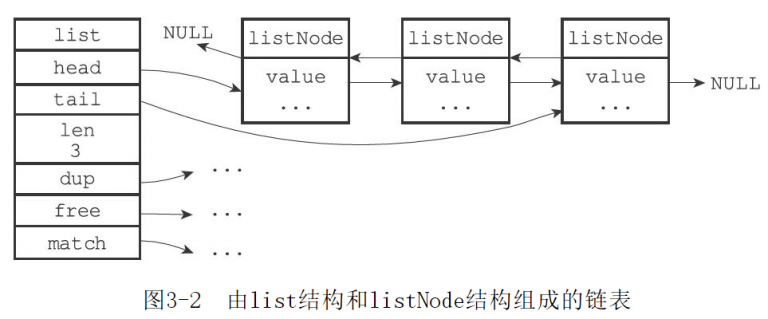 list
head
tail
len
3
dup
free
match
NULL
listNode
value
...
listNode
value
...
listNode
value
...
NULL
...
...
...
图3-2 由list结构和listNode结构组成的链表